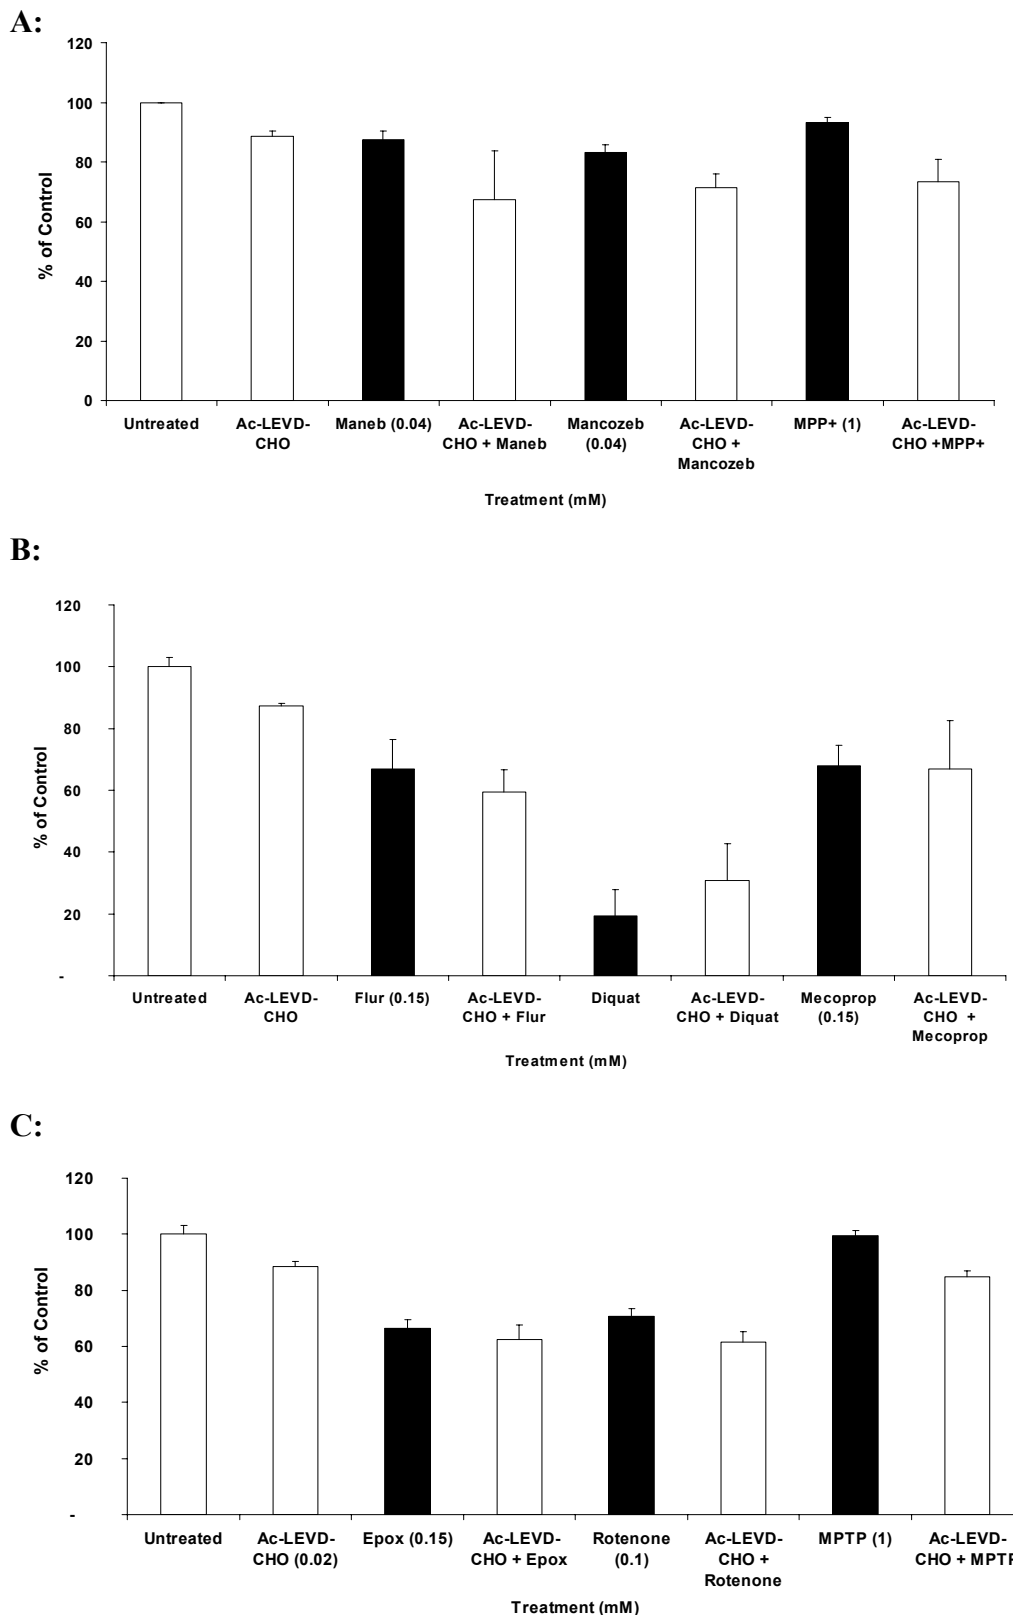 A:
120
100
80
60
40
20
0
% of Control
Untreated
Ac-LEVD-
CHO
Maneb (0.04)
Ac-LEVD-
CHO + Maneb
Mancozeb
(0.04)
Ac-LEVD-
CHO +
Mancozeb
MPP+ (1)
Ac-LEVD-
CHO +MPP+
Treatment (mM)
B:
120
100
80
60
40
20
-
% of Control
Untreated
Ac-LEVD-
CHO
Flur (0.15)
Ac-LEVD-
CHO + Flur
Diquat
Ac-LEVD-
CHO + Diquat
Mecoprop
(0.15)
Ac-LEVD-
CHO +
Mecoprop
Treatment (mM)
C:
120
100
80
60
40
20
-
% of Control
Untreated
Ac-LEVD-
CHO (0.02)
Epox (0.15)
Ac-LEVD-
CHO + Epox
Rotenone
(0.1)
Ac-LEVD-
CHO +
Rotenone
MPTP (1)
Ac-LEVD-
CHO + MPTP
Treatment (mM)